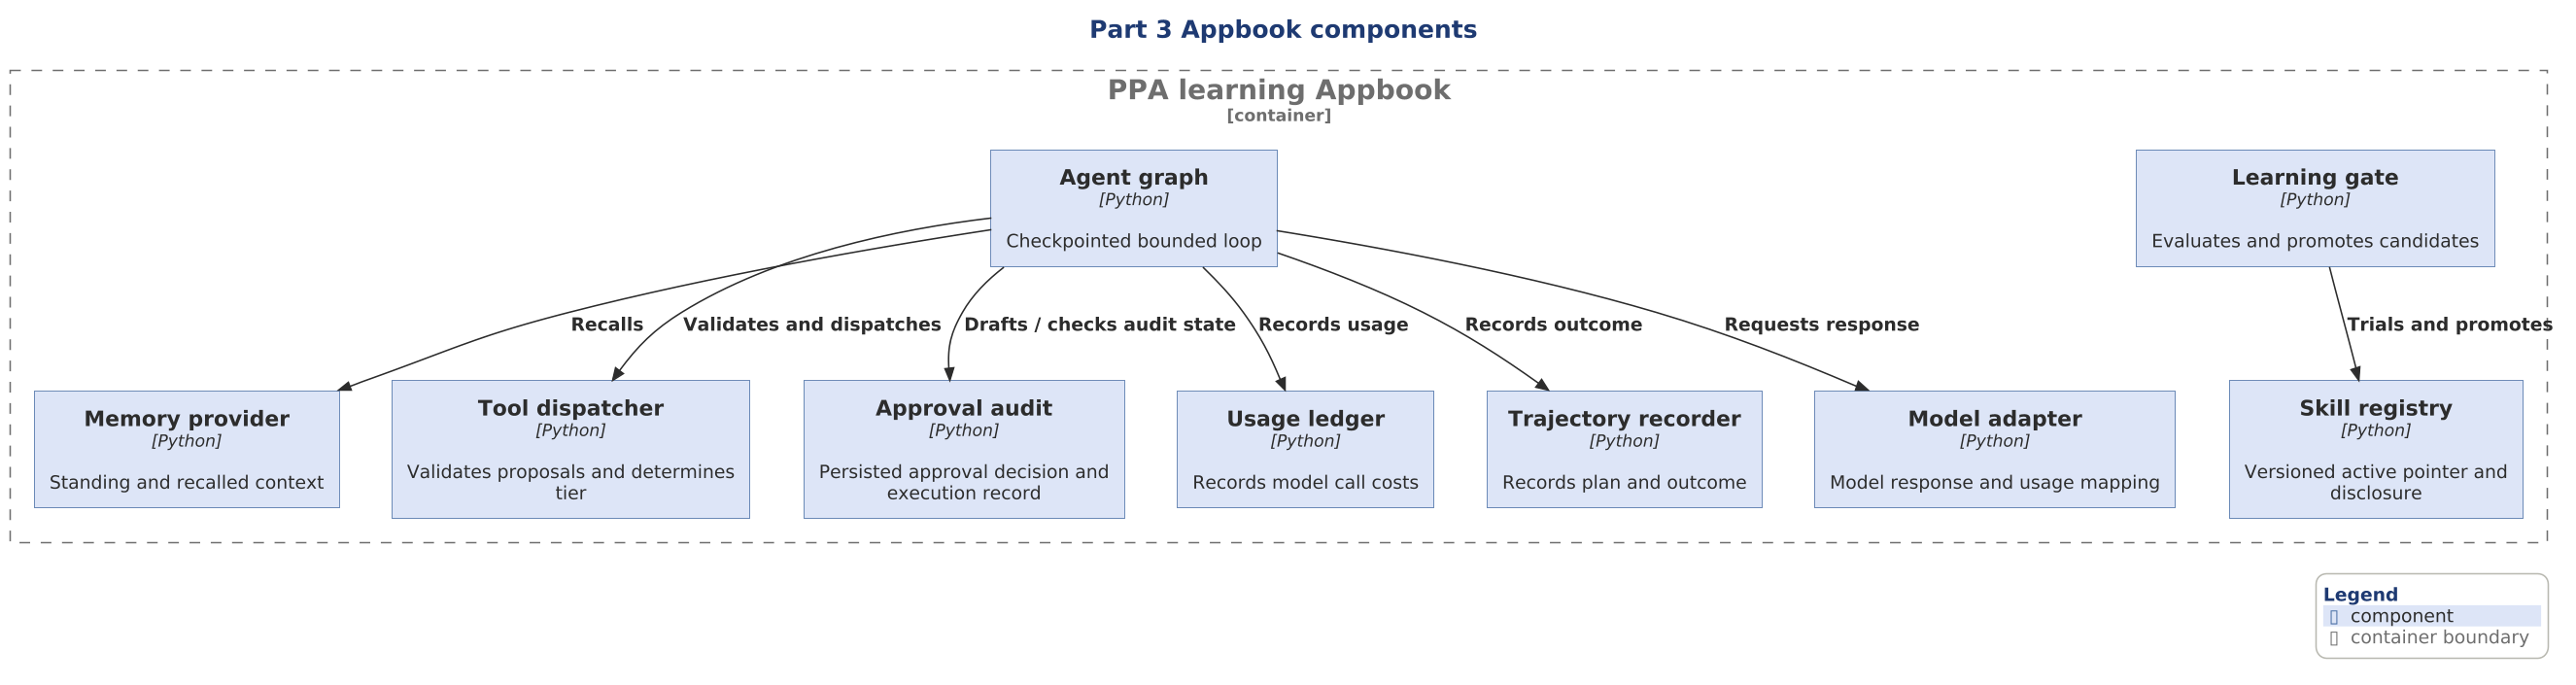 Part 3 Appbook components
PPA learning Appbook
[container]
Agent graph
[Python]
Checkpointed bounded loop
Learning gate
[Python]
Evaluates and promotes candidates
Recalls
Validates and dispatches
Drafts / checks audit state
Records usage
Records outcome
Requests response
Trials and promotes
Memory provider
[Python]
Standing and recalled context
Tool dispatcher
[Python]
Validates proposals and determines
tier
Approval audit
[Python]
Persisted approval decision and
execution record
Usage ledger
[Python]
Records model call costs
Trajectory recorder
[Python]
Records plan and outcome
Model adapter
[Python]
Model response and usage mapping
Skill registry
[Python]
Versioned active pointer and
disclosure
Legend
component
container boundary